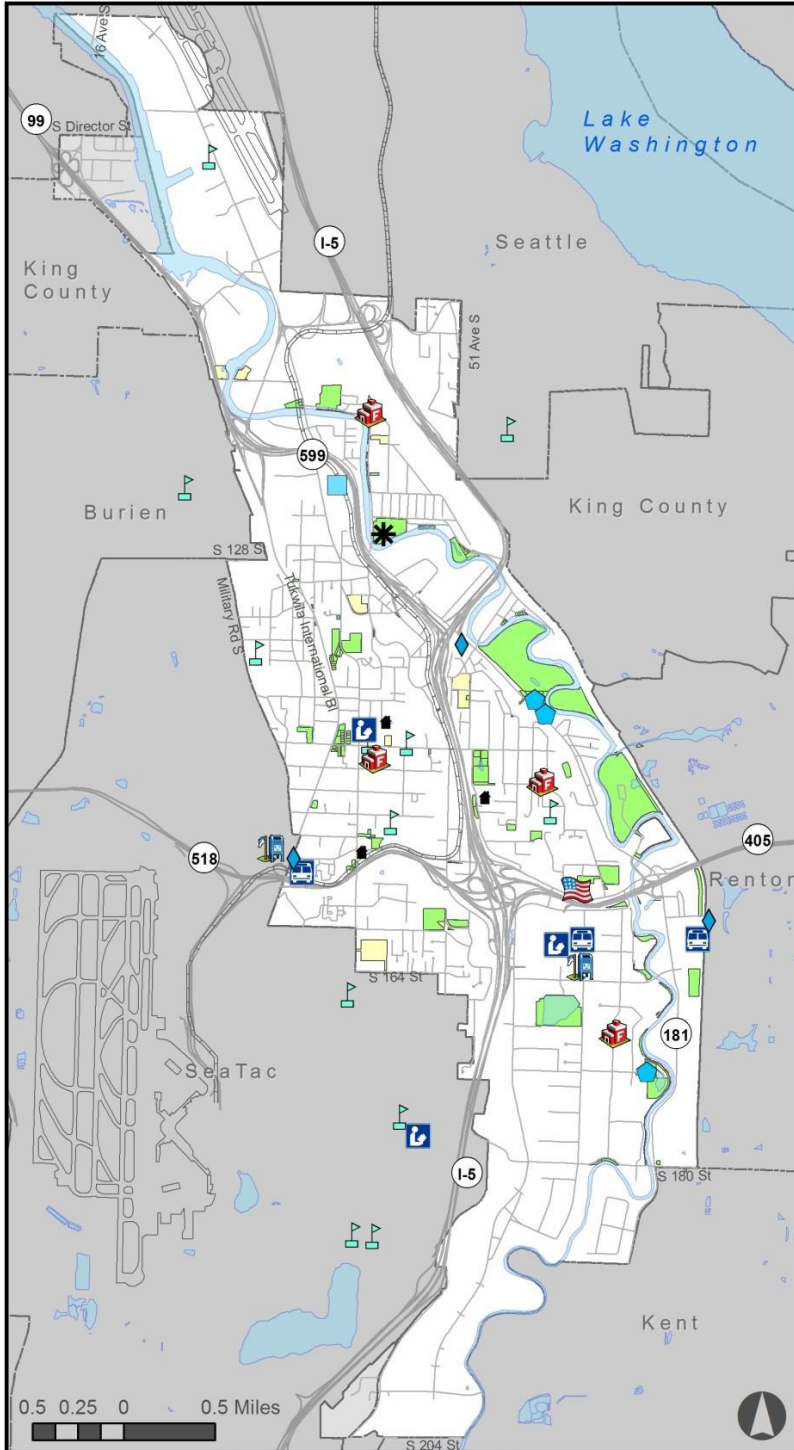 16 Ave S
99
S Director St
Lake
Washington
I-5
Seattle
King
County
51 Ave S
599
Burien
King County
S 128 St
Military Rd S
Tukwila International Bl
518
405
Renton
S 164 St
181
SeaTac
I-5
S 180 St
Kent
0.5 0.25 0 0.5 Miles
S 204 St
F
F
F
F